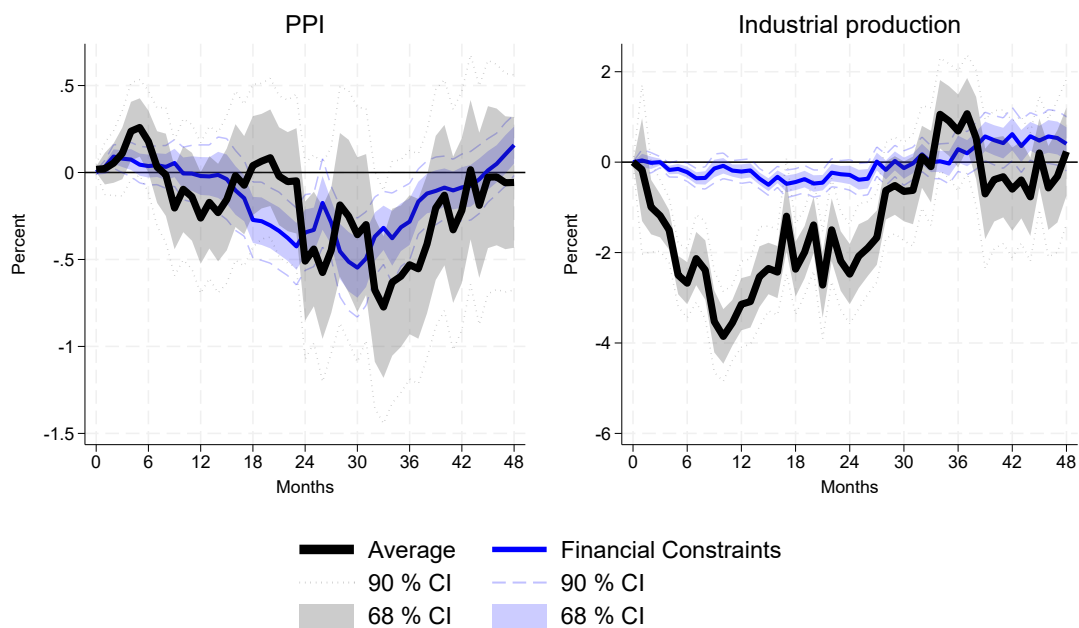 PPI
Industrial production
Percent
.5
0
-.5
-1
-1.5
0 6 12 18 24 30 36 42 48
Months
Percent
2
0
-2
-4
-6
0 6 12 18 24 30 36 42 48
Months
Average
Financial Constraints
90 % CI
90 % CI
68 % CI
68 % CI